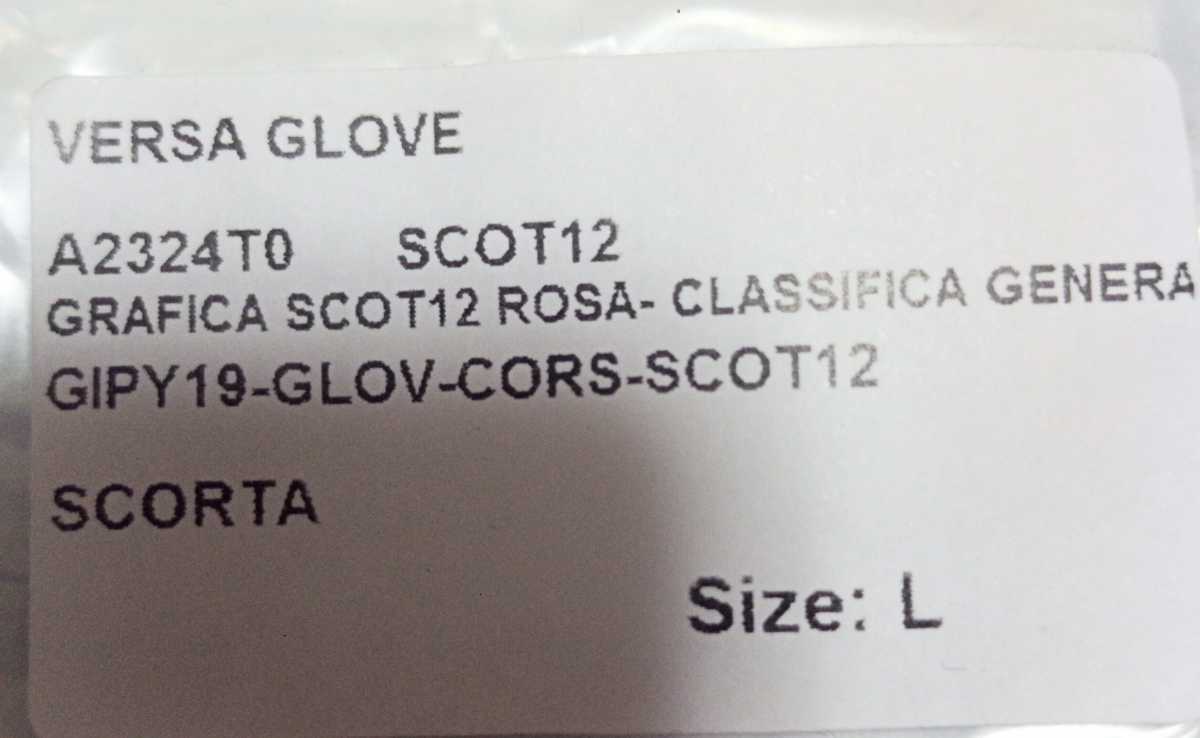 VERSA GLOVE
A2324T0 SCOT12
GRAFICA SCOT12 ROSA- CLASSIFICA GENERA
GIPY19-GLOV-CORS-SCOT12
SCORTA
Size: L